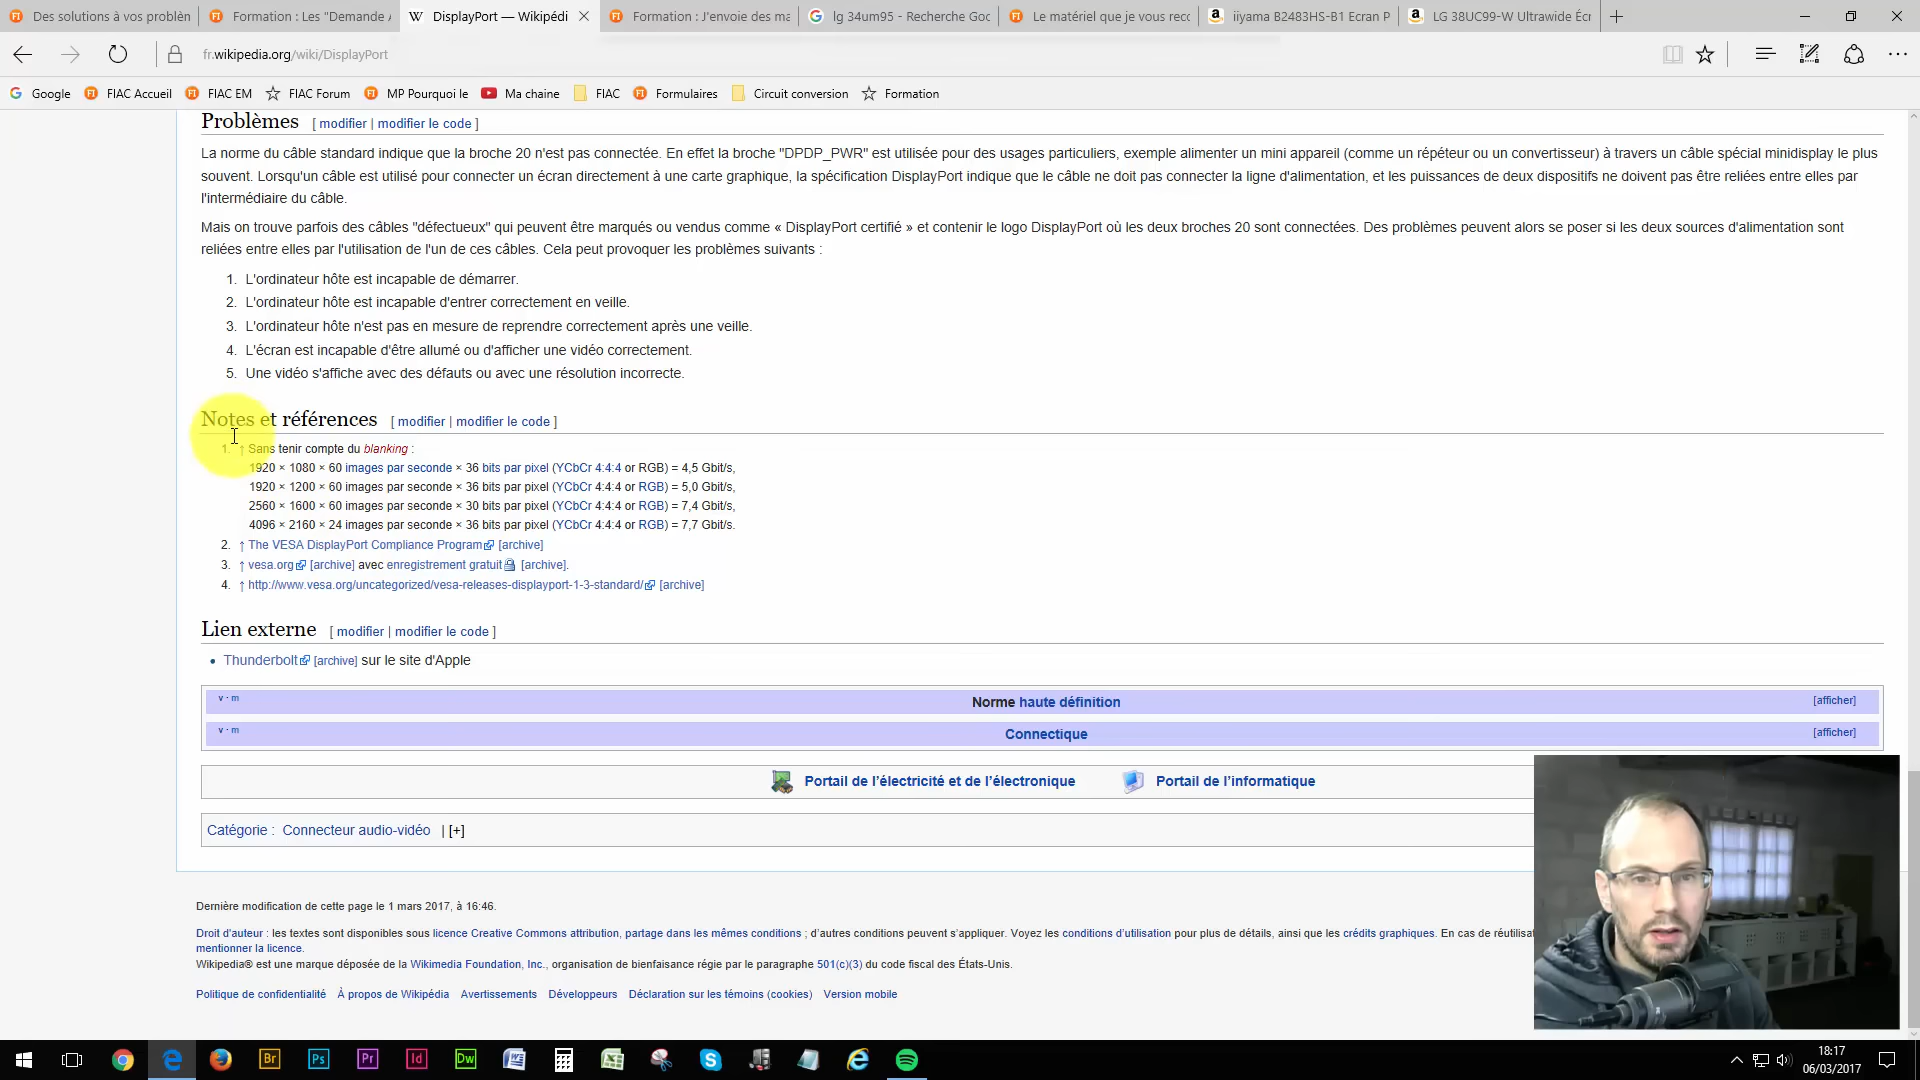 Des solutions à vos problèn
Formation : Les "Demande A
DisplayPort — Wikipédi
Formation : J'envoie des ma
lg 34um95 - Recherche Goo
Le matériel que je vous reco
iiyama B2483HS-B1 Ecran P
LG 38UC99-W Ultrawide Écr
fr.wikipedia.org/wiki/DisplayPort
Google FIAC Accueil FIAC EM FIAC Forum MP Pourquoi le Ma chaine FIAC Formulaires Circuit conversion Formation
Problèmes [ modifier | modifier le code ]
La norme du câble standard indique que la broche 20 n'est pas connectée. En effet la broche "DPDP_PWR" est utilisée pour des usages particuliers, exemple alimenter un mini appareil (comme un répéteur ou un convertisseur) à travers un câble spécial minidisplay le plus
souvent. Lorsqu'un câble est utilisé pour connecter un écran directement à une carte graphique, la spécification DisplayPort indique que le câble ne doit pas connecter la ligne d'alimentation, et les puissances de deux dispositifs ne doivent pas être reliées entre elles par
l'intermédiaire du câble.
Mais on trouve parfois des câbles "défectueux" qui peuvent être marqués ou vendus comme « DisplayPort certifié » et contenir le logo DisplayPort où les deux broches 20 sont connectées. Des problèmes peuvent alors se poser si les deux sources d'alimentation sont
reliées entre elles par l'utilisation de l'un de ces câbles. Cela peut provoquer les problèmes suivants :
1. L'ordinateur hôte est incapable de démarrer.
2. L'ordinateur hôte est incapable d'entrer correctement en veille.
3. L'ordinateur hôte n'est pas en mesure de reprendre correctement après une veille.
4. L'écran est incapable d'être allumé ou d'afficher une vidéo correctement.
5. Une vidéo s'affiche avec des défauts ou avec une résolution incorrecte.
Notes et références [ modifier | modifier le code ]
1. ↑ Sans tenir compte du blanking :
1920 × 1080 × 60 images par seconde × 36 bits par pixel (YCbCr 4:4:4 or RGB) = 4,5 Gbit/s,
1920 × 1200 × 60 images par seconde × 36 bits par pixel (YCbCr 4:4:4 or RGB) = 5,0 Gbit/s,
2560 × 1600 × 60 images par seconde × 30 bits par pixel (YCbCr 4:4:4 or RGB) = 7,4 Gbit/s,
4096 × 2160 × 24 images par seconde × 36 bits par pixel (YCbCr 4:4:4 or RGB) = 7,7 Gbit/s.
2. ↑ The VESA DisplayPort Compliance Program [archive]
3. ↑ vesa.org [archive] avec enregistrement gratuit [archive].
4. ↑ http://www.vesa.org/uncategorized/vesa-releases-displayport-1-3-standard/ [archive]
Lien externe [ modifier | modifier le code ]
• Thunderbolt [archive] sur le site d'Apple
v · m Norme haute définition [afficher]
v · m Connectique [afficher]
Portail de l'électricité et de l'électronique Portail de l'informatique
Catégorie : Connecteur audio-vidéo | [+]
Dernière modification de cette page le 1 mars 2017, à 16:46.
Droit d'auteur : les textes sont disponibles sous licence Creative Commons attribution, partage dans les mêmes conditions ; d'autres conditions peuvent s'appliquer. Voyez les conditions d'utilisation pour plus de détails, ainsi que les crédits graphiques. En cas de réutilisa
mentionner la licence.
Wikipedia® est une marque déposée de la Wikimedia Foundation, Inc., organisation de bienfaisance régie par le paragraphe 501(c)(3) du code fiscal des États-Unis.
Politique de confidentialité À propos de Wikipédia Avertissements Développeurs Déclaration sur les témoins (cookies) Version mobile
Br Ps Pr Id Dw
18:17
06/03/2017